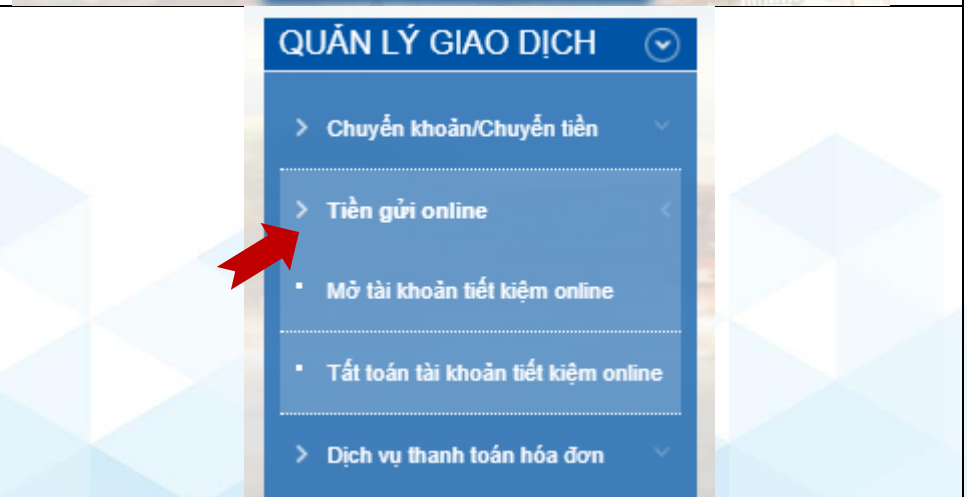 QUẢN LÝ GIAO DỊCH
Chuyển khoản/Chuyển tiền
Tiền gửi online
Mở tài khoản tiết kiệm online
Tất toán tài khoản tiết kiệm online
Dịch vụ thanh toán hóa đơn